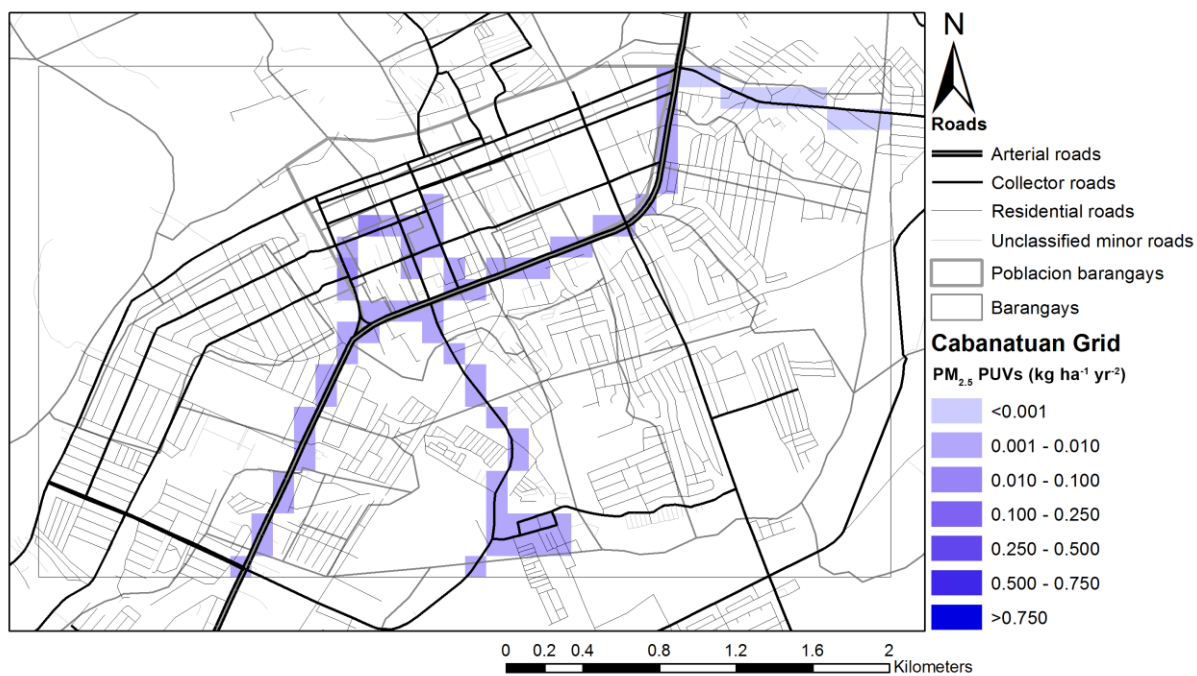 N
Roads
Arterial roads
Collector roads
Residential roads
Unclassified minor roads
Poblacion barangays
Barangays
Cabanatuan Grid
PM₂.₅ PUVs (kg ha⁻¹ yr⁻²)
<0.001
0.001 - 0.010
0.010 - 0.100
0.100 - 0.250
0.250 - 0.500
0.500 - 0.750
>0.750
0 0.2 0.4 0.8 1.2 1.6 2
Kilometers